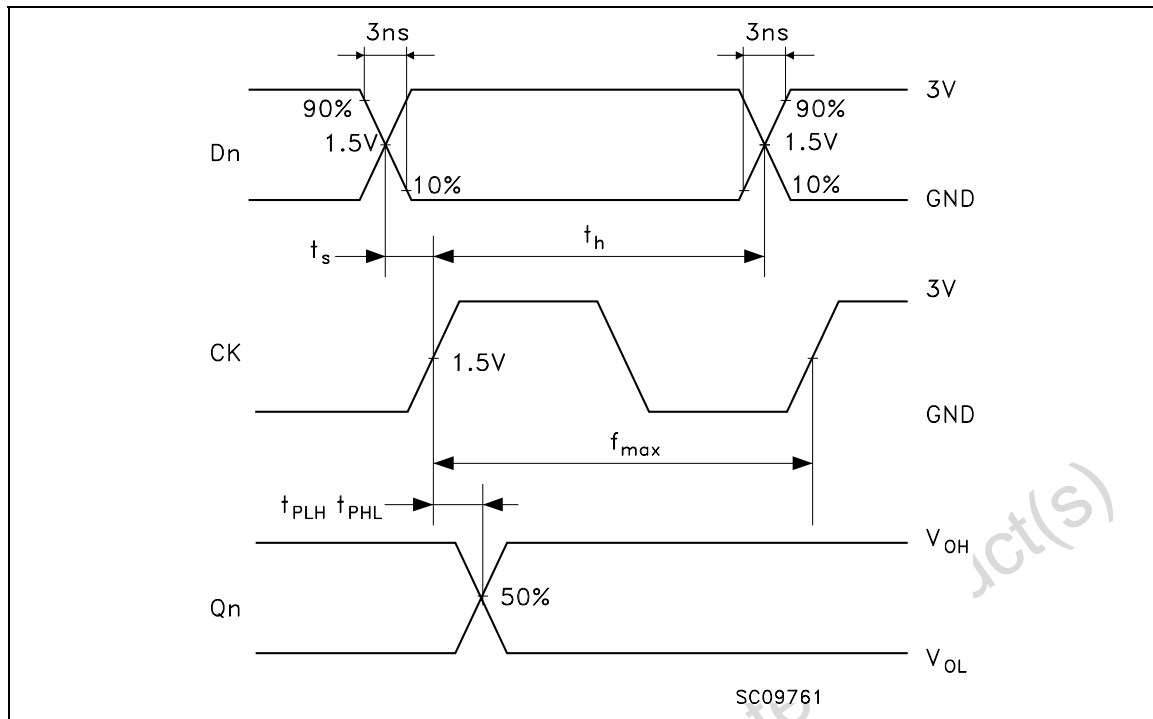 3ns 3ns
3V
90% 90%
Dn 1.5V 1.5V
10% 10%
GND
t_s t_h
3V
CK 1.5V
GND
f_max
t_PLH t_PHL
V_OH
Qn 50%
V_OL
SC09761